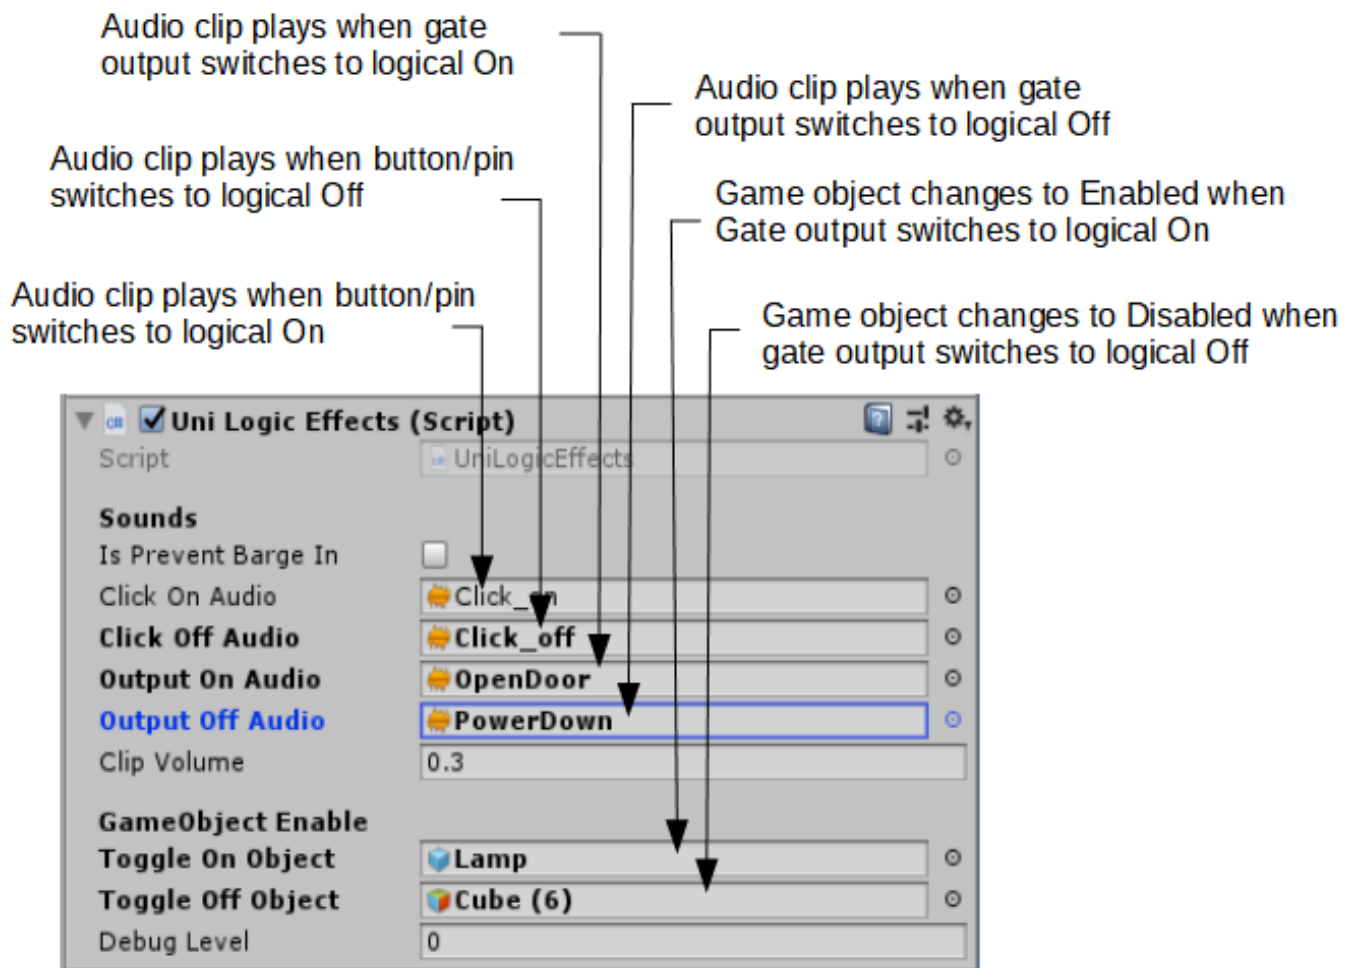 Audio clip plays when gate
output switches to logical On
Audio clip plays when gate
output switches to logical Off
Audio clip plays when button/pin
switches to logical Off
Game object changes to Enabled when
Gate output switches to logical On
Audio clip plays when button/pin
switches to logical On
Game object changes to Disabled when
gate output switches to logical Off
Uni Logic Effects (Script)
Script UniLogicEffects
Sounds
Is Prevent Barge In
Click On Audio Click_on
Click Off Audio Click_off
Output On Audio OpenDoor
Output Off Audio PowerDown
Clip Volume 0.3
GameObject Enable
Toggle On Object Lamp
Toggle Off Object Cube (6)
Debug Level 0